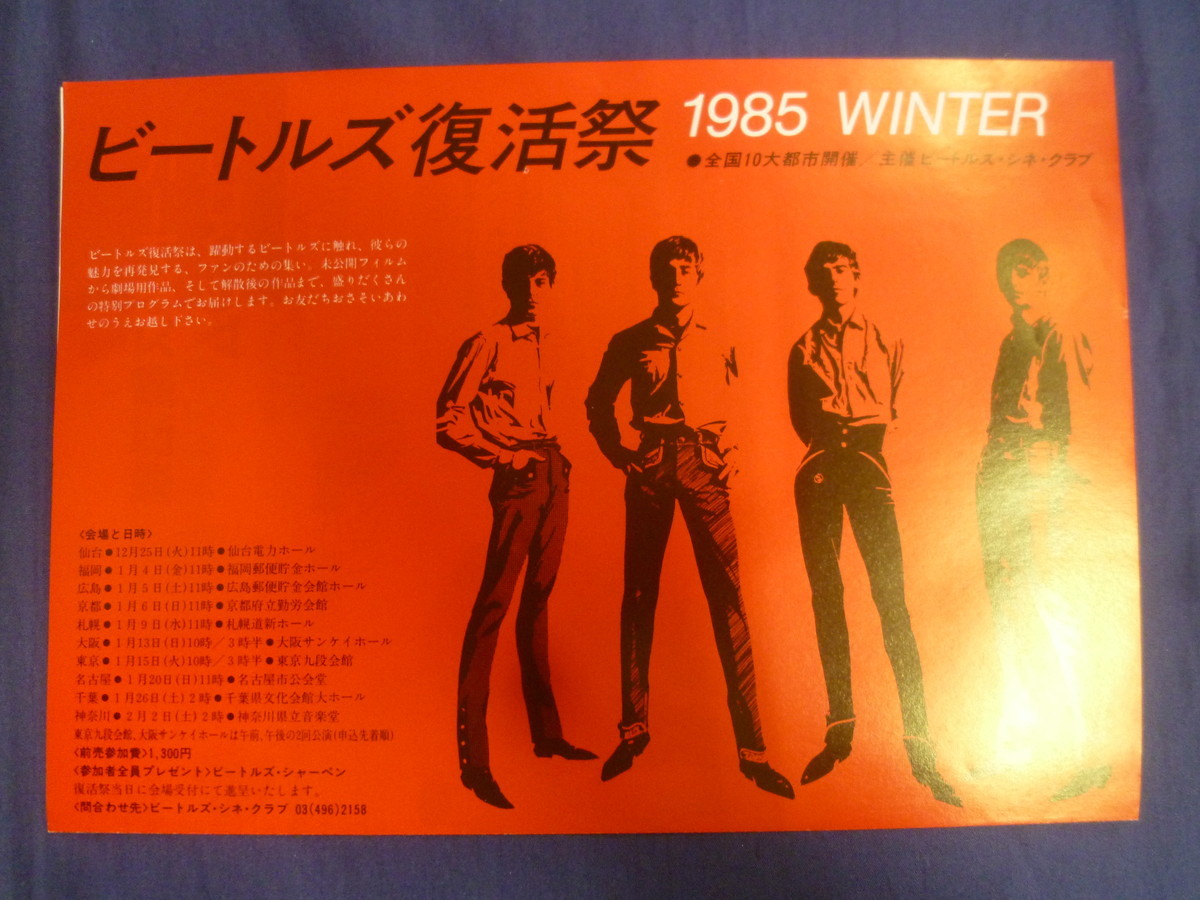 ビートルズ復活祭 1985 WINTER
●全国10大都市開催／主催ビートルズ・シネ・クラブ
ビートルズ復活祭は、躍動するビートルズに触れ、彼らの
魅力を再発見する、ファンのための集い。未公開フィルム
から劇場用作品、そして解散後の作品まで、盛りだくさん
の特別プログラムでお届けします。お友だちおさそいあわ
せのうえお越し下さい。
〈会場と日時〉
仙台●12月25日(火)11時●仙台電力ホール
福岡●1月4日(金)11時●福岡郵便貯金ホール
広島●1月5日(土)11時●広島郵便貯金会館ホール
京都●1月6日(日)11時●京都府立勤労会館
札幌●1月9日(水)11時●札幌道新ホール
大阪●1月13日(日)10時／3時半●大阪サンケイホール
東京●1月15日(火)10時／3時半●東京九段会館
名古屋●1月20日(日)11時●名古屋市公会堂
千葉●1月26日(土)2時●千葉県文化会館大ホール
神奈川●2月2日(土)2時●神奈川県立音楽堂
東京九段会館、大阪サンケイホールは午前、午後の2回公演(申込先着順)
〈前売参加費〉1,300円
〈参加者全員プレゼント〉ビートルズ・シャーペン
復活祭当日に会場受付にて進呈いたします。
〈問合わせ先〉ビートルズ・シネ・クラブ 03(496)2158